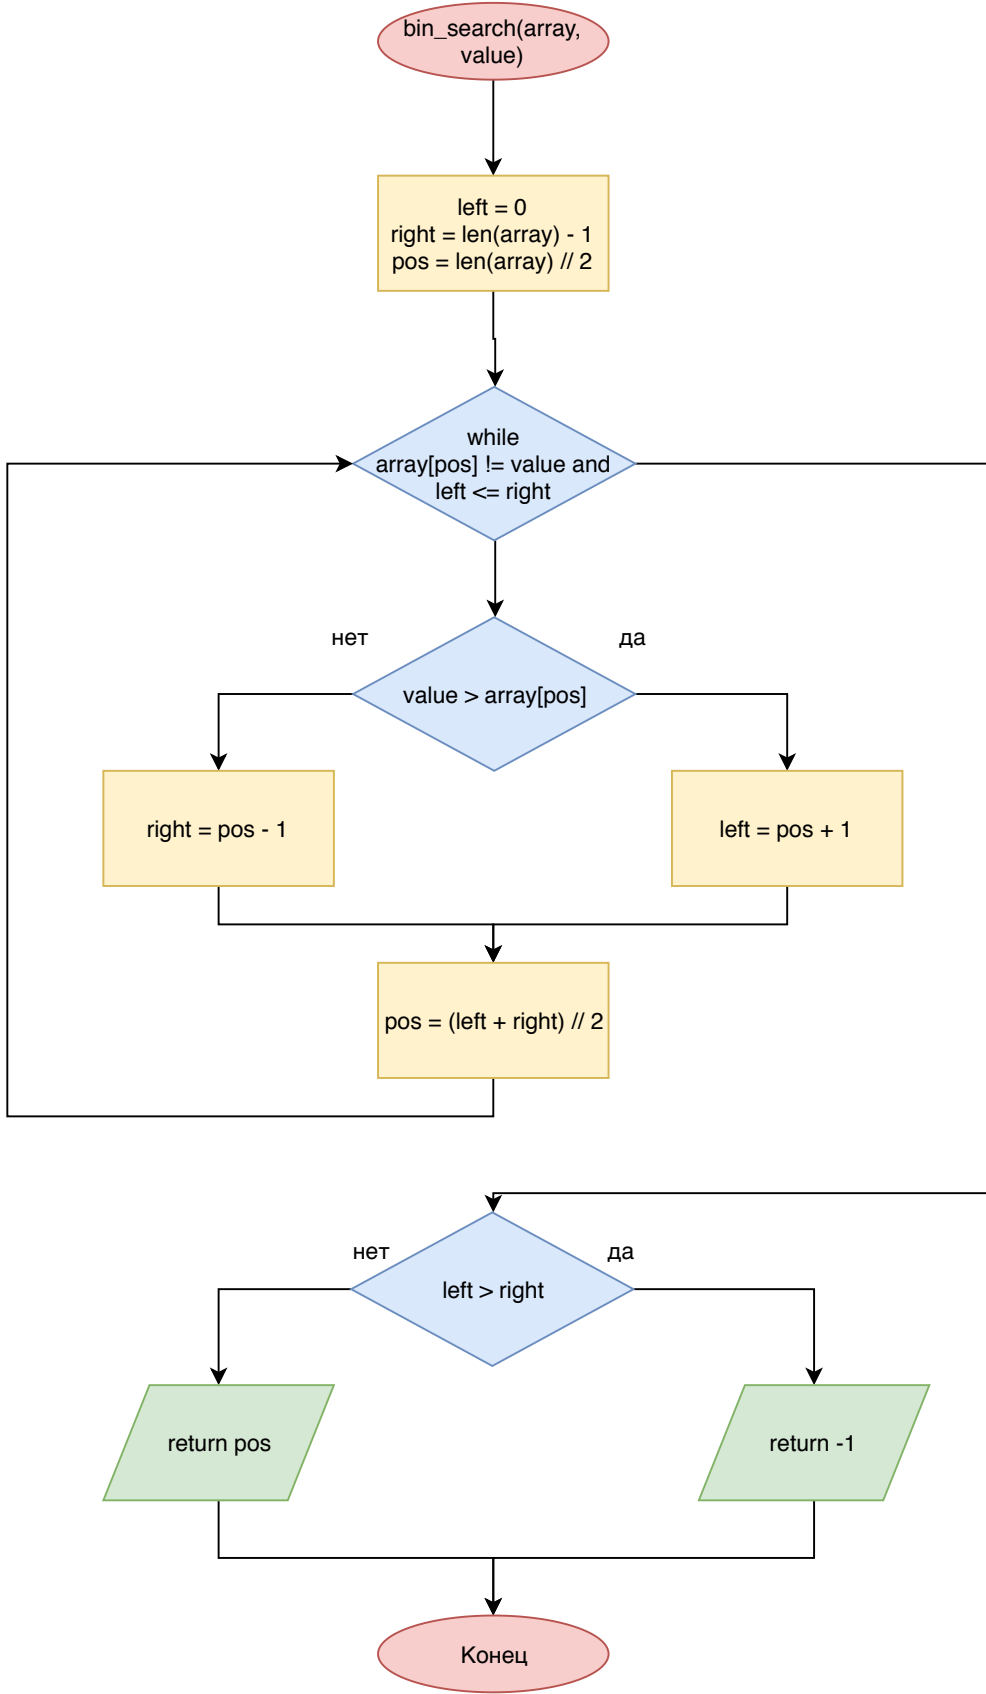 bin_search(array,
value)
left = 0
right = len(array) - 1
pos = len(array) // 2
while
array[pos] != value and
left <= right
нет
да
value > array[pos]
right = pos - 1
left = pos + 1
pos = (left + right) // 2
нет
да
left > right
return pos
return -1
Конец